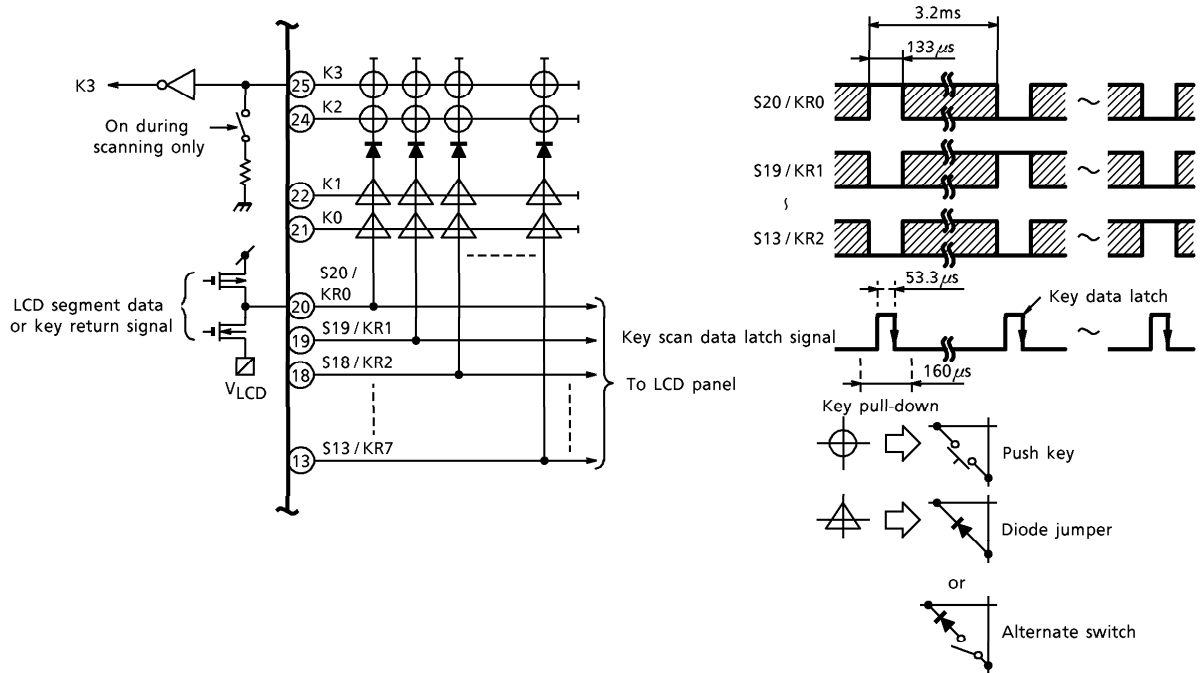 K3
On during
scanning only
LCD segment data
or key return signal
VLCD
25
K3
24
K2
22
K1
21
K0
20
S20 /
KR0
19
S19 / KR1
18
S18 / KR2
13
S13 / KR7
To LCD panel
3.2ms
133μs
S20 / KR0
~
S19 / KR1
~
S13 / KR2
~
53.3μs
Key data latch
Key scan data latch signal
~
160μs
Key pull-down
Push key
Diode jumper
or
Alternate switch